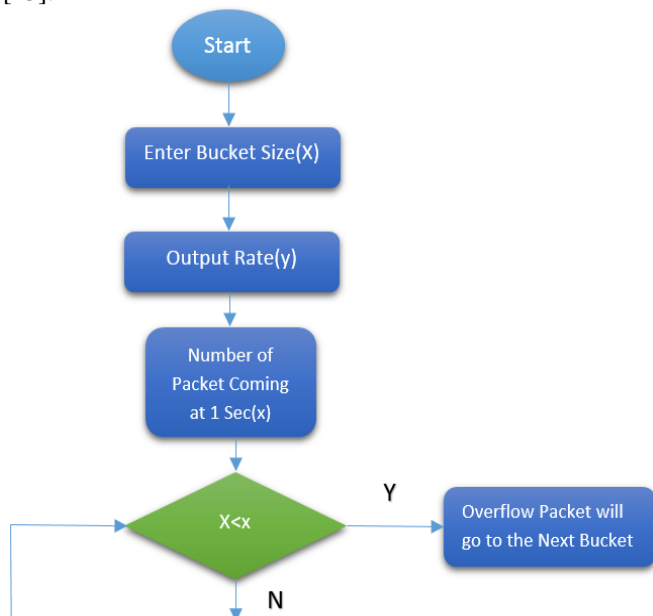 Start
Enter Bucket Size(X)
Output Rate(y)
Number of
Packet Coming
at 1 Sec(x)
X<x
Y
Overflow Packet will
go to the Next Bucket
N